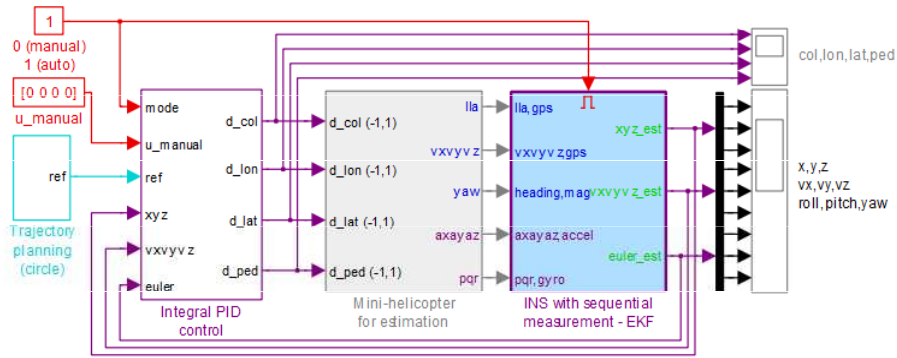 1
0 (manual)
1 (auto)
[0 0 0 0]
u_manual
ref
Trajectory
planning
(circle)
mode
u_manual
ref
xyz
vxvyvz
euler
d_col
d_lon
d_lat
d_ped
Integral PID
control
d_col (-1,1)
d_lon (-1,1)
d_lat (-1,1)
d_ped (-1,1)
lla
vxvyvz
yaw
axayaz
pqr
Mini-helicopter
for estimation
lla,gps
vxvyvz,gps
heading,mag
axayaz,accel
pqr,gyro
xyz_est
vxvyvz_est
euler_est
INS with sequential
measurement - EKF
col,lon,lat,ped
x,y,z
vx,vy,vz
roll,pitch,yaw